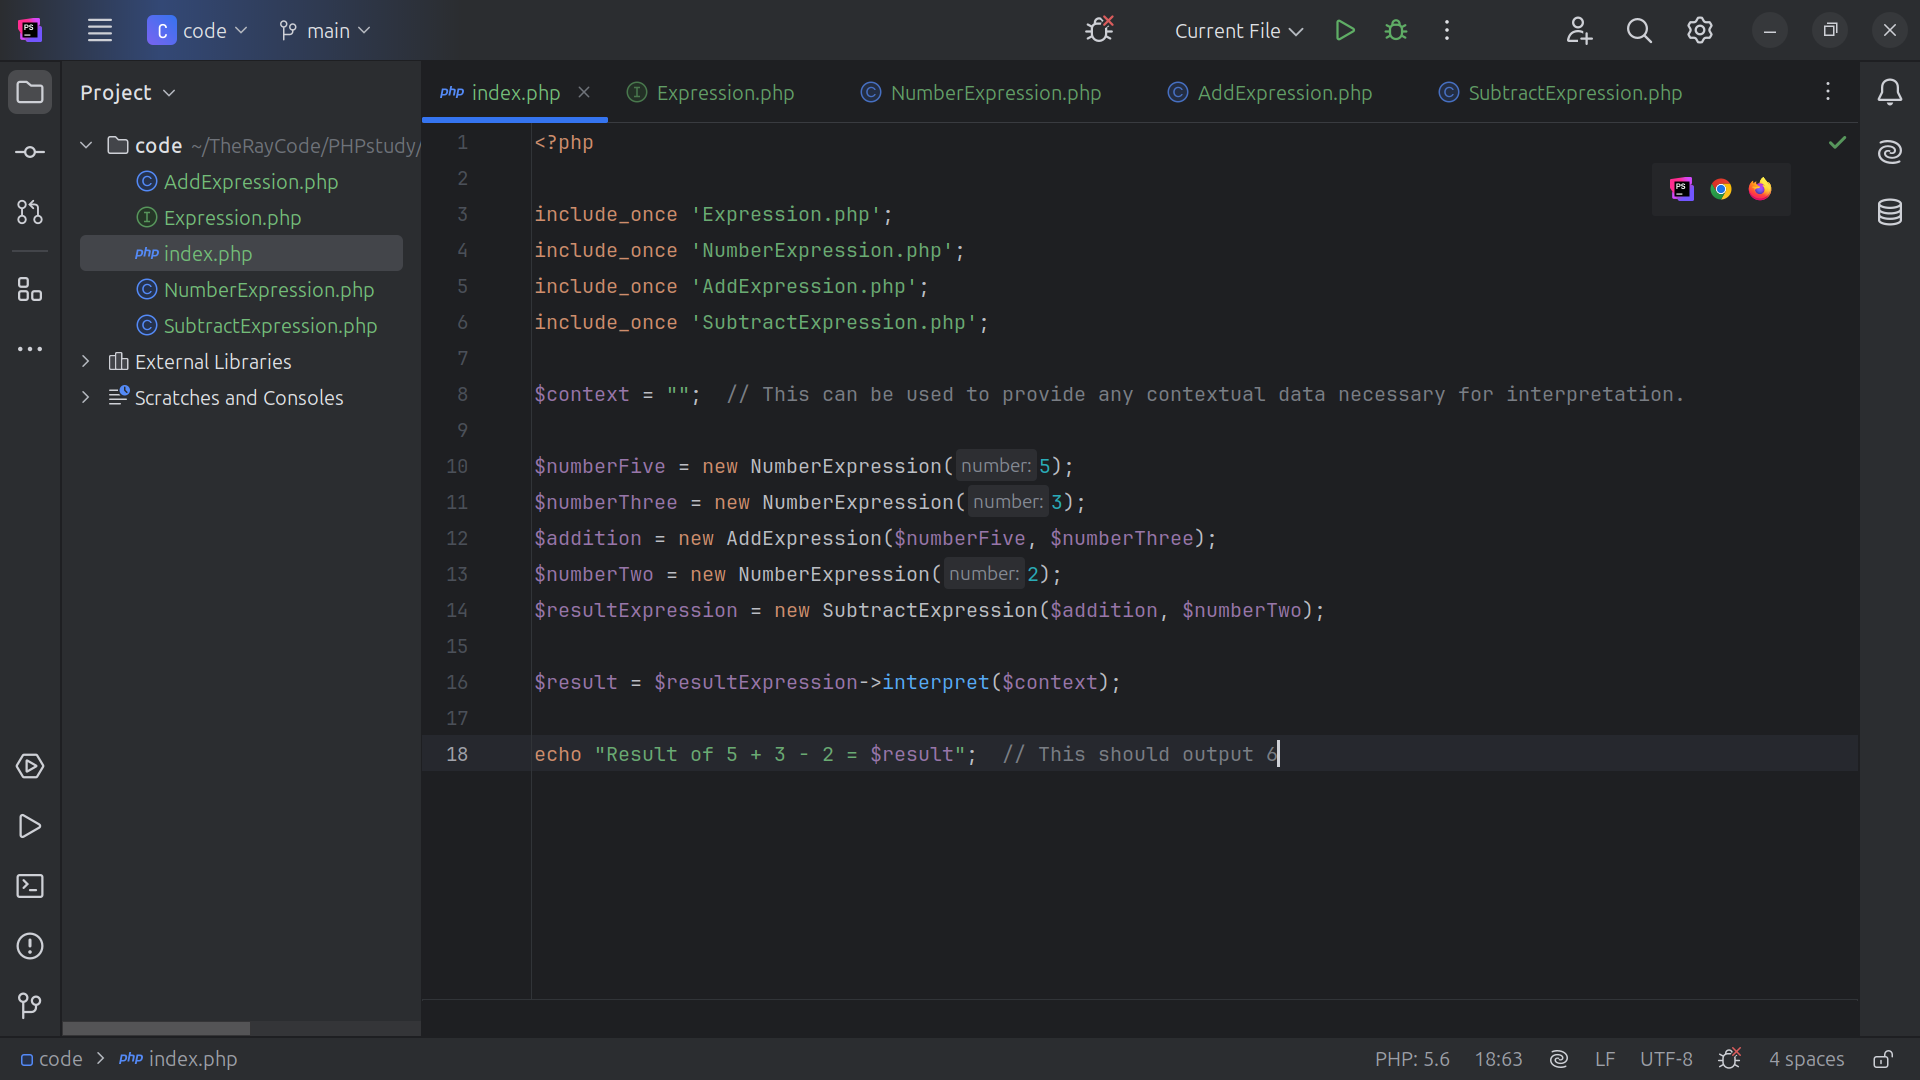 PS
C code main Current File
Project
index.php
Expression.php
NumberExpression.php
AddExpression.php
SubtractExpression.php
code ~/TheRayCode/PHPstudy/
AddExpression.php
Expression.php
php index.php
NumberExpression.php
SubtractExpression.php
External Libraries
Scratches and Consoles
1 <?php
2
3 include_once 'Expression.php';
4 include_once 'NumberExpression.php';
5 include_once 'AddExpression.php';
6 include_once 'SubtractExpression.php';
7
8 $context = "";  // This can be used to provide any contextual data necessary for interpretation.
9
10 $numberFive = new NumberExpression( number: 5);
11 $numberThree = new NumberExpression( number: 3);
12 $addition = new AddExpression($numberFive, $numberThree);
13 $numberTwo = new NumberExpression( number: 2);
14 $resultExpression = new SubtractExpression($addition, $numberTwo);
15
16 $result = $resultExpression->interpret($context);
17
18 echo "Result of 5 + 3 - 2 = $result";  // This should output 6
code > php index.php
PHP: 5.6 18:63 LF UTF-8 4 spaces